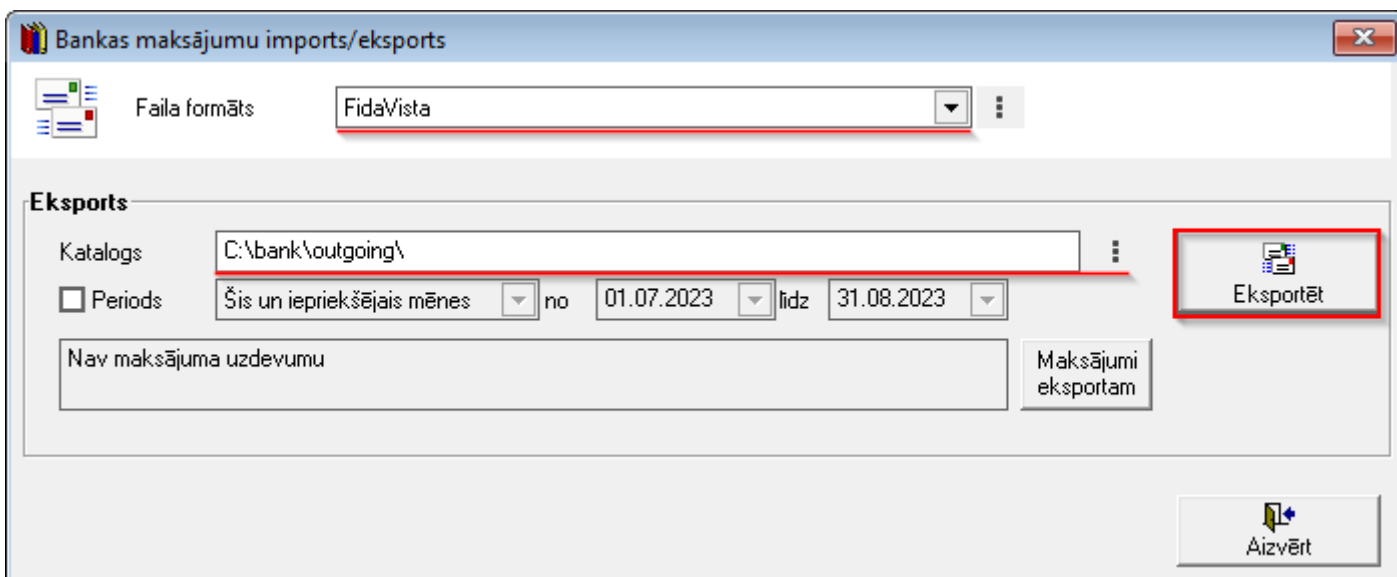 Bankas maksājumu imports/eksports
Faila formāts FidaVista
Eksports
Katalogs C:\bank\outgoing\
Periods Šis un iepriekšējais mēnes no 01.07.2023 līdz 31.08.2023
Eksportēt
Nav maksājuma uzdevumu
Maksājumi
eksportam
Aizvērt